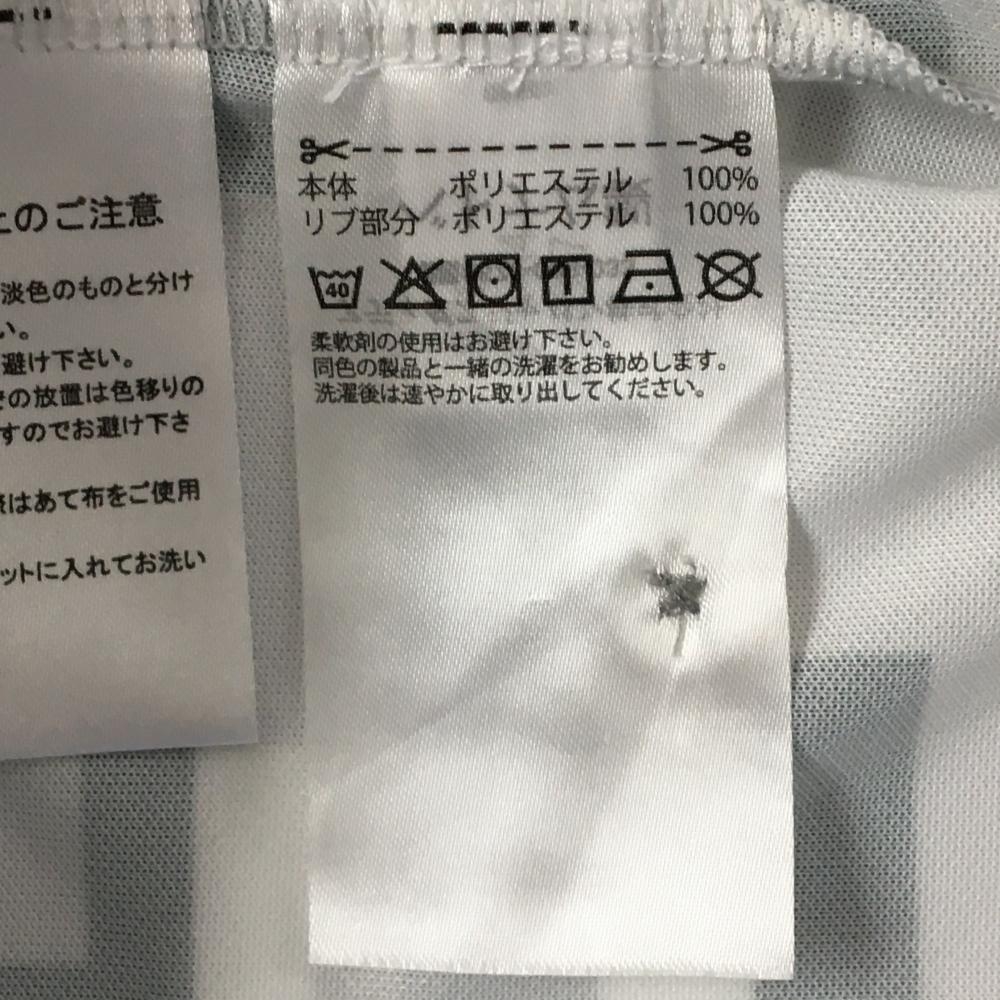 上のご注意
淡色のものと分け
い。
避け下さい。
の放置は色移りの
すのでお避け下さ
はあて布をご使用
ットに入れてお洗い
本体 ポリエステル 100%
リブ部分 ポリエステル 100%
40
柔軟剤の使用はお避け下さい。
同色の製品と一緒の洗濯をお勧めします。
洗濯後は速やかに取り出してください。